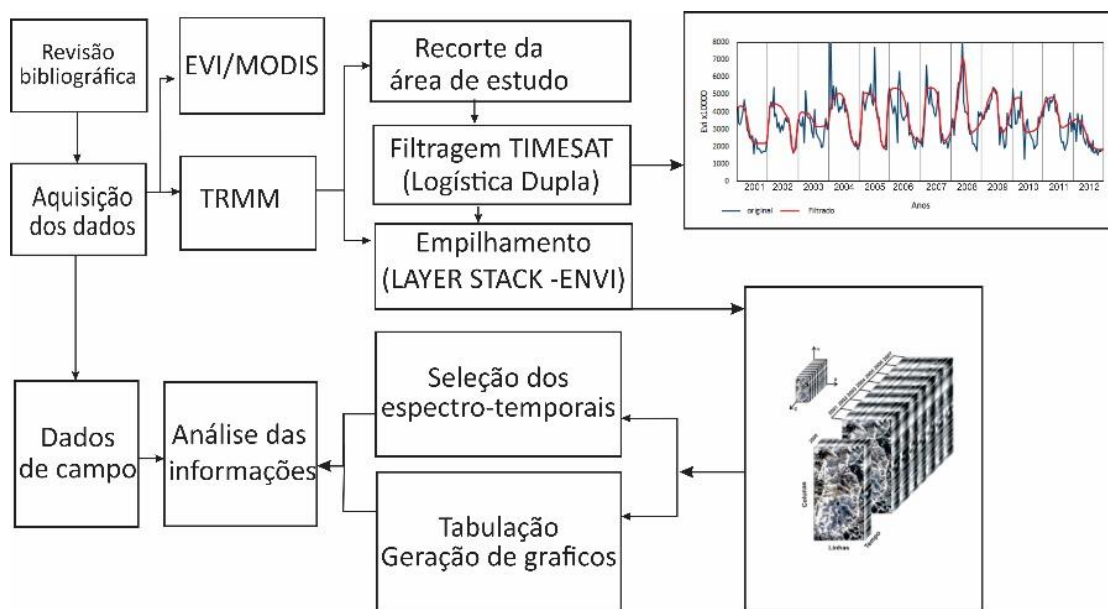 Revisão
bibliográfica
EVI/MODIS
Recorte da
área de estudo
Aquisição
dos dados
TRMM
Filtragem TIMESAT
(Logística Dupla)
Empilhamento
(LAYER STACK -ENVI)
Evi x10000
8000
7000
6000
5000
4000
3000
2000
1000
0
2001 2002 2003 2004 2005 2006 2007 2008 2009 2010 2011 2012
Anos
original Filtrado
Dados
de campo
Análise das
informações
Seleção dos
espectro-temporais
Tabulação
Geração de graficos
Colunas
Linhas
Tempo